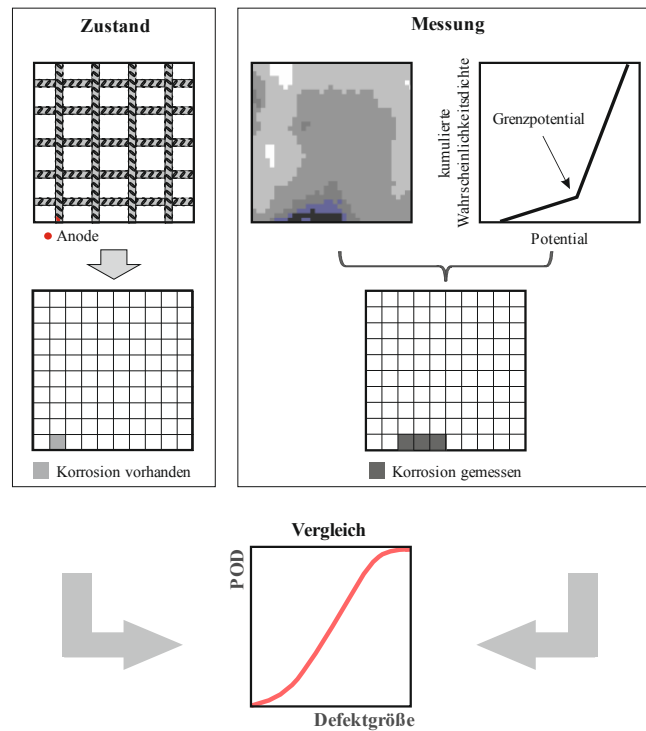 Zustand
Anode
Korrosion vorhanden
Messung
kumulierte
Wahrscheinlichkeitsdichte
Grenzpotential
Potential
Korrosion gemessen
Vergleich
POD
Defektgröße